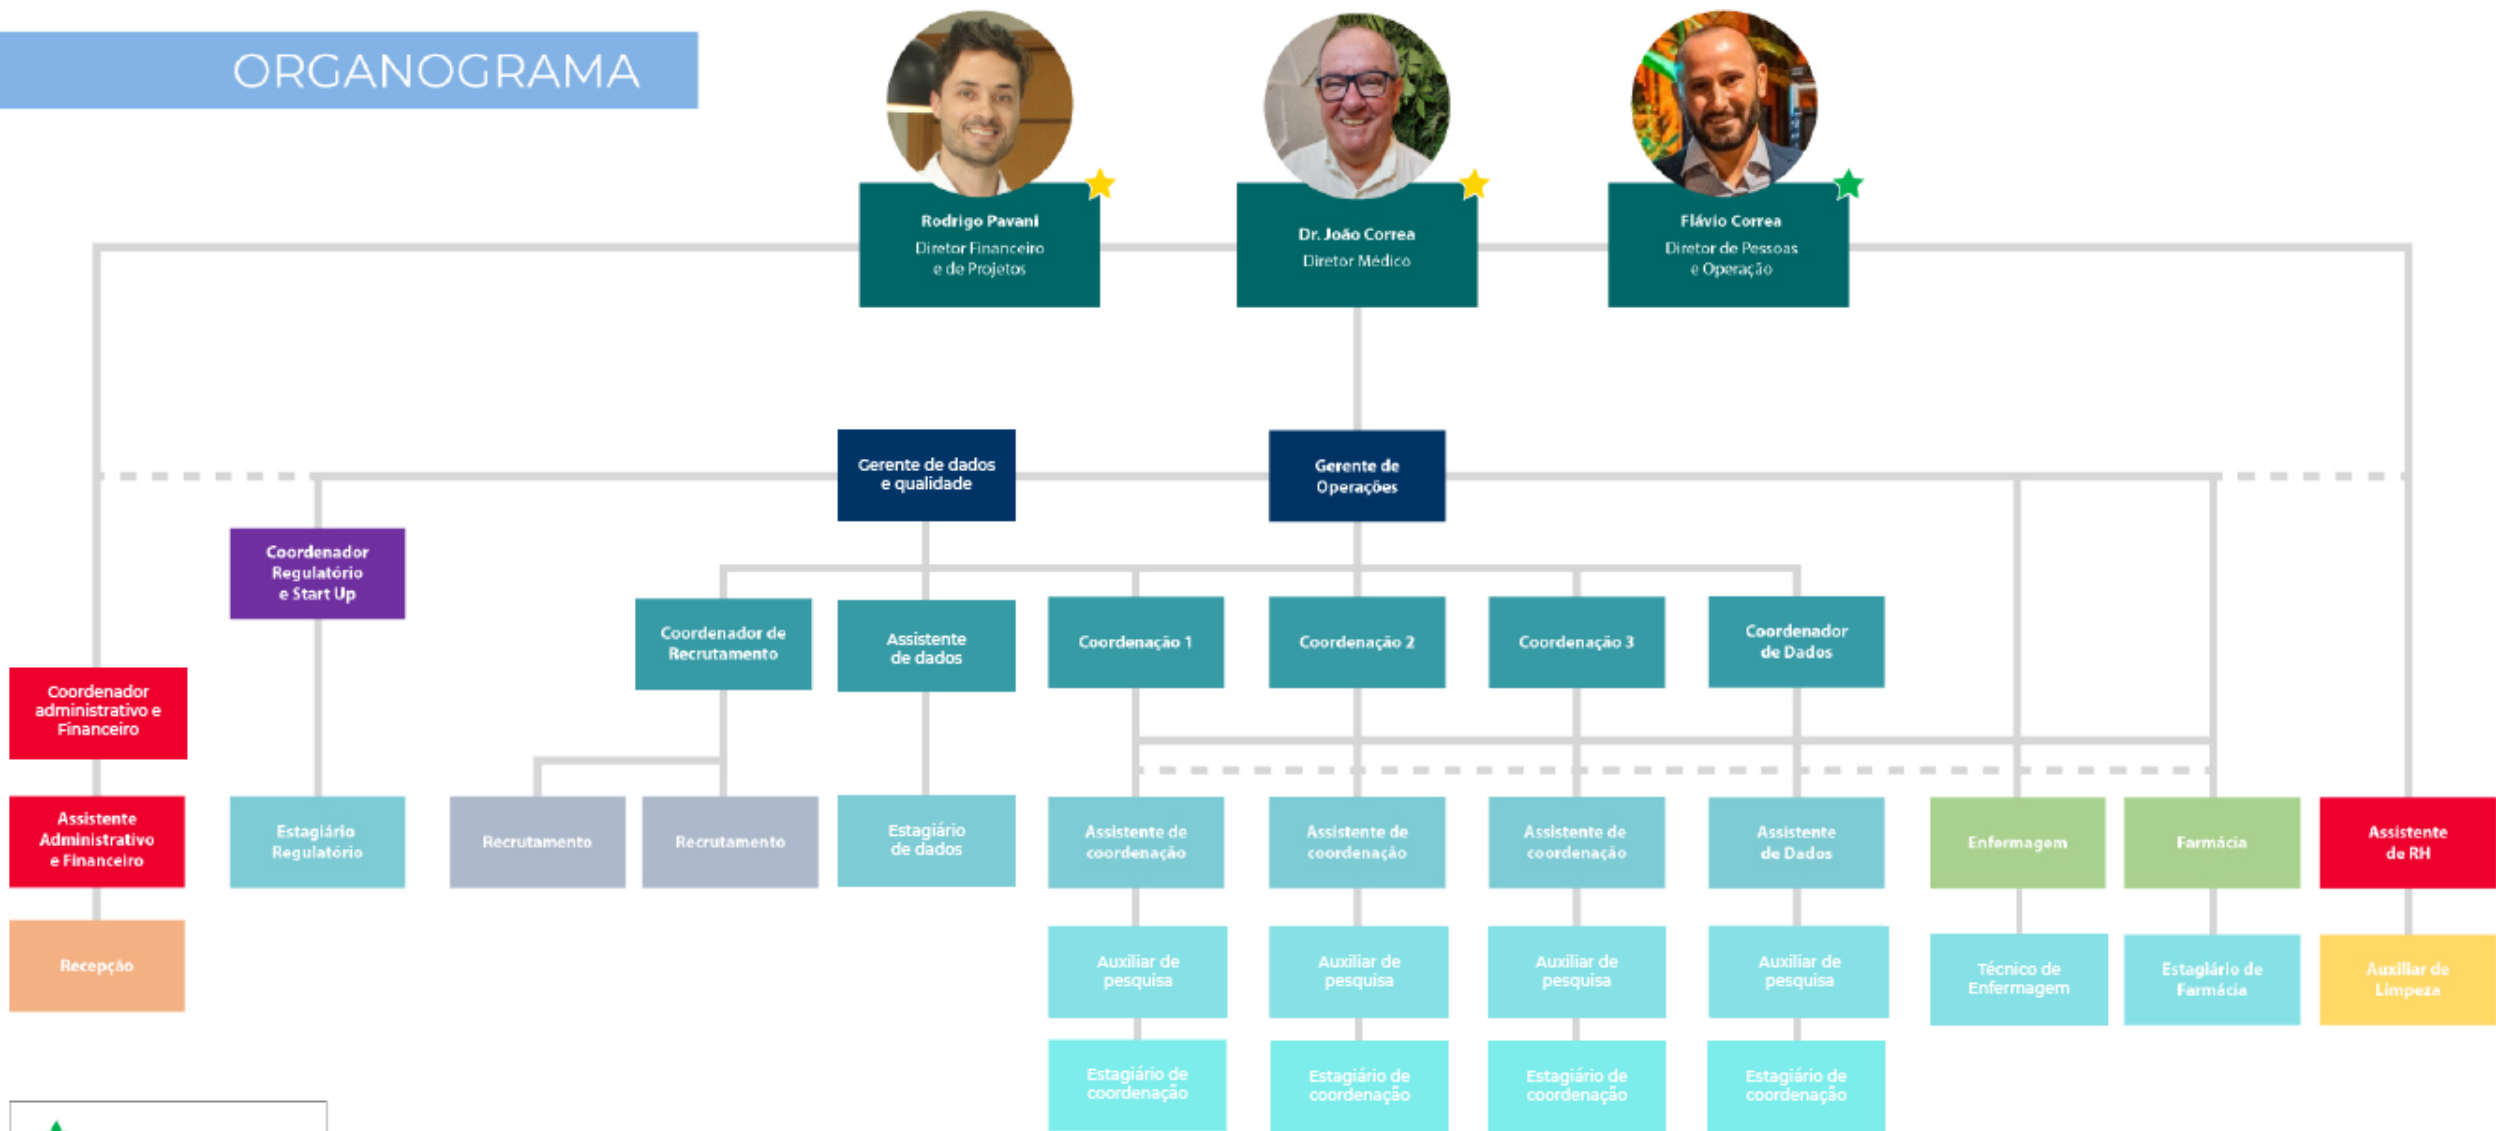 ORGANOGRAMA
Rodrigo Pavani
Diretor Financeiro
e de Projetos
Dr. João Correa
Diretor Médico
Flávio Correa
Diretor de Pessoas
e Operação
Gerente de dados
e qualidade
Gerente de
Operações
Coordenador
Regulatório
e Start Up
Coordenador de
Recrutamento
Assistente
de dados
Coordenação 1
Coordenação 2
Coordenação 3
Coordenador
de Dados
Coordenador
administrativo e
Financeiro
Assistente
Administrativo
e Financeiro
Estagiário
Regulatório
Recrutamento
Recrutamento
Estagiário
de dados
Assistente de
coordenação
Assistente de
coordenação
Assistente de
coordenação
Assistente
de Dados
Enfermagem
Farmácia
Assistente
de RH
Recepção
Auxiliar de
pesquisa
Auxiliar de
pesquisa
Auxiliar de
pesquisa
Auxiliar de
pesquisa
Técnico de
Enfermagem
Estagiário de
Farmácia
Auxiliar de
Limpeza
Estagiário de
coordenação
Estagiário de
coordenação
Estagiário de
coordenação
Estagiário de
coordenação